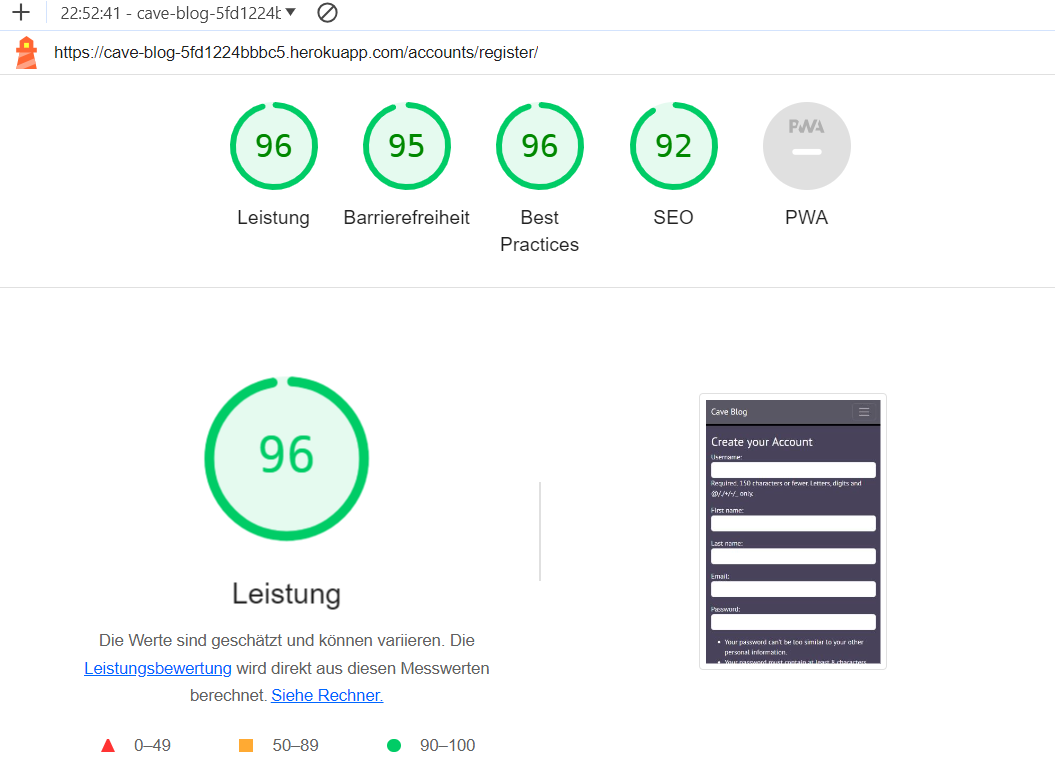 22:52:41 - cave-blog-5fd1224b
https://cave-blog-5fd1224bbbc5.herokuapp.com/accounts/register/
96 95 96 92 PWA
Leistung Barrierefreiheit Best Practices SEO PWA
96
Leistung
Die Werte sind geschätzt und können variieren. Die
Leistungsbewertung wird direkt aus diesen Messwerten
berechnet. Siehe Rechner.
0–49 50–89 90–100
Cave Blog
Create your Account
Username:
Required. 150 characters or fewer. Letters, digits and
@/./+/-/_ only.
First name:
Last name:
Email:
Password:
Your password can't be too similar to your other
personal information.
Your password must contain at least 8 characters.